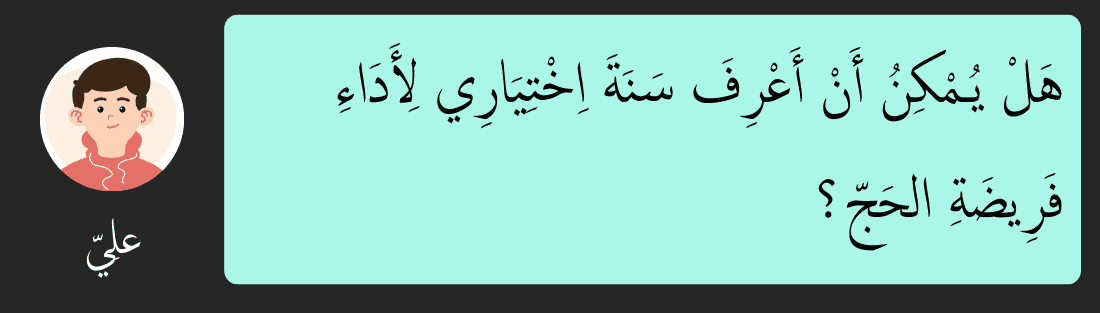 هَلْ يُمْكِنُ أَنْ أَعْرِفَ سَنَةَ اِخْتِيَارِي لِأَدَاءِ
فَرِيضَةِ الحَجّ؟
عليّ